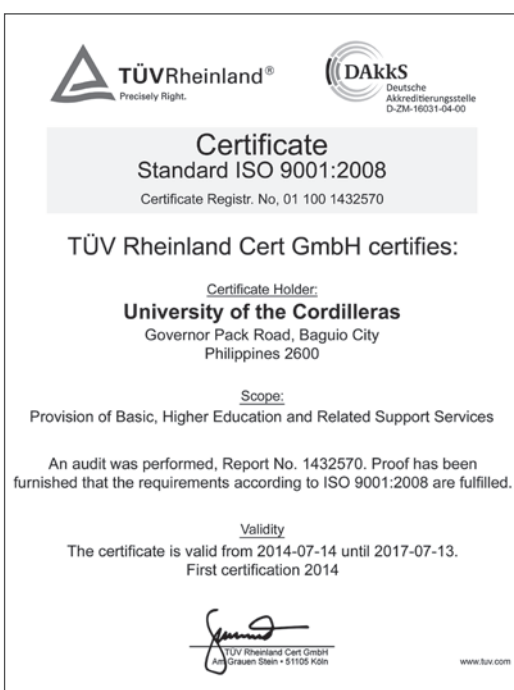 TÜVRheinland®
Precisely Right.
DAkkS
Deutsche
Akkreditierungsstelle
D-ZM-16031-04-00
Certificate
Standard ISO 9001:2008
Certificate Registr. No, 01 100 1432570
TÜV Rheinland Cert GmbH certifies:
Certificate Holder:
University of the Cordilleras
Governor Pack Road, Baguio City
Philippines 2600
Scope:
Provision of Basic, Higher Education and Related Support Services
An audit was performed, Report No. 1432570. Proof has been
furnished that the requirements according to ISO 9001:2008 are fulfilled.
Validity
The certificate is valid from 2014-07-14 until 2017-07-13.
First certification 2014
TÜV Rheinland Cert GmbH
Am Grauen Stein • 51105 Köln
www.tuv.com